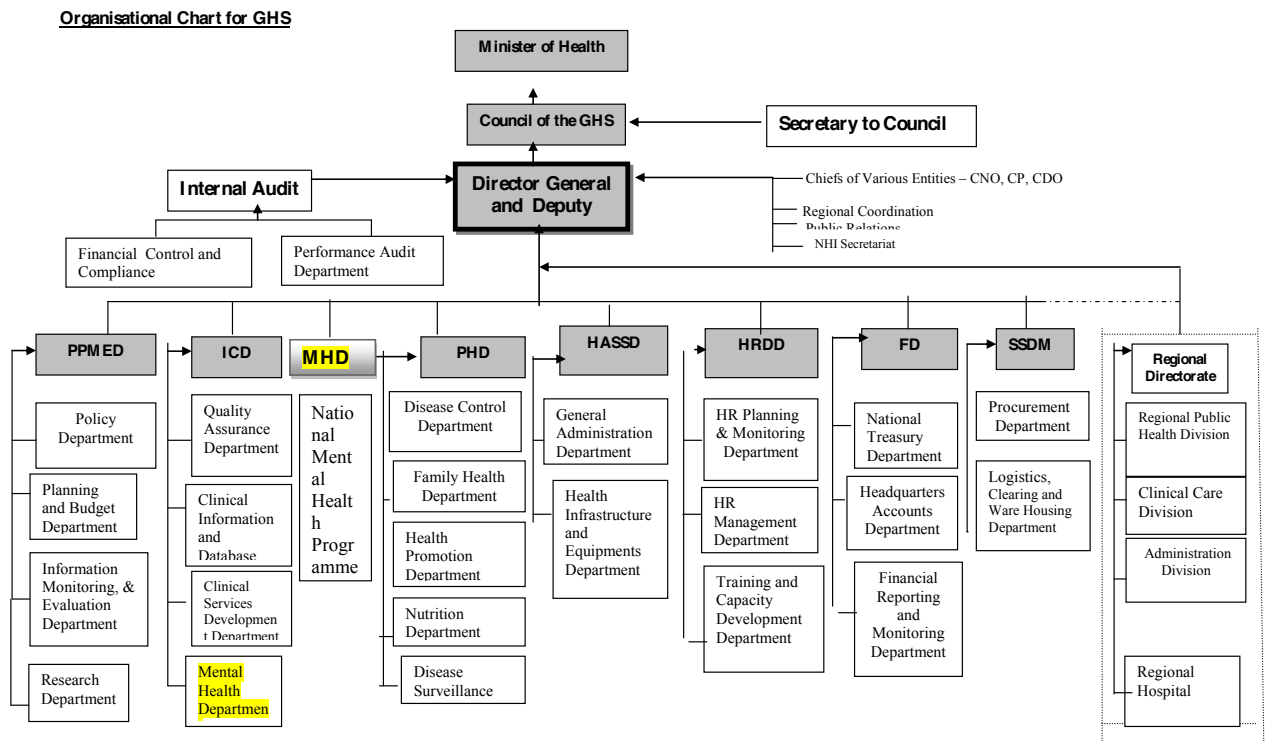 Organisational Chart for GHS
Minister of Health
Council of the GHS
Secretary to Council
Internal Audit
Director General
and Deputy
Chiefs of Various Entities – CNO, CP, CDO
Regional Coordination
Public Relations
NHI Secretariat
Financial Control and
Compliance
Performance Audit
Department
PPMED
Policy
Department
Planning
and Budget
Department
Information
Monitoring, &
Evaluation
Department
Research
Department
ICD
Quality
Assurance
Department
Clinical
Information
and
Database
Clinical
Services
Developmen
t Department
Mental
Health
Departmen
MHD
Natio
nal
Ment
al
Healt
h
Progr
amme
PHD
Disease Control
Department
Family Health
Department
Health
Promotion
Department
Nutrition
Department
Disease
Surveillance
HASSD
General
Administration
Department
Health
Infrastructure
and
Equipments
Department
HRDD
HR Planning
& Monitoring
Department
HR
Management
Department
Training and
Capacity
Development
Department
FD
National
Treasury
Department
Headquarters
Accounts
Department
Financial
Reporting
and
Monitoring
Department
SSDM
Procurement
Department
Logistics,
Clearing and
Ware Housing
Department
Regional
Directorate
Regional Public
Health Division
Clinical Care
Division
Administration
Division
Regional
Hospital